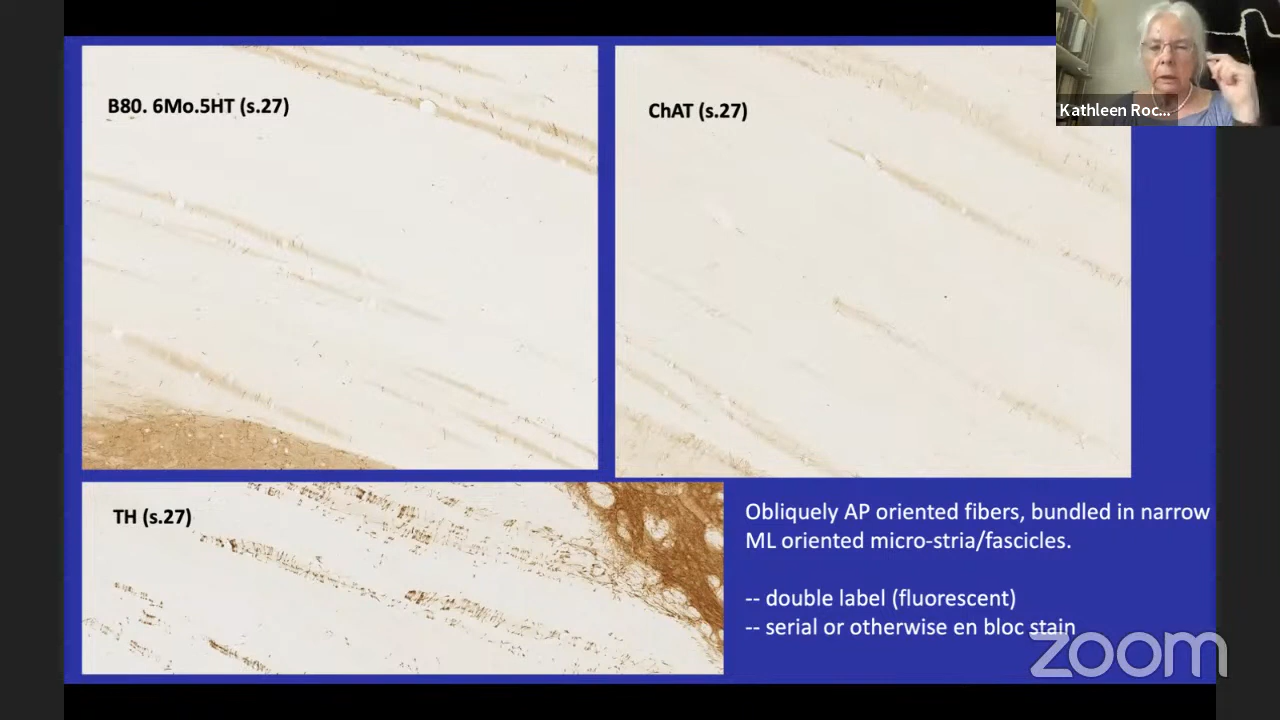 B80. 6Mo.5HT (s.27)
ChAT (s.27)
Kathleen Roc...
TH (s.27)
Obliquely AP oriented fibers, bundled in narrow
ML oriented micro-stria/fascicles.
-- double label (fluorescent)
-- serial or otherwise en bloc stain
zoom